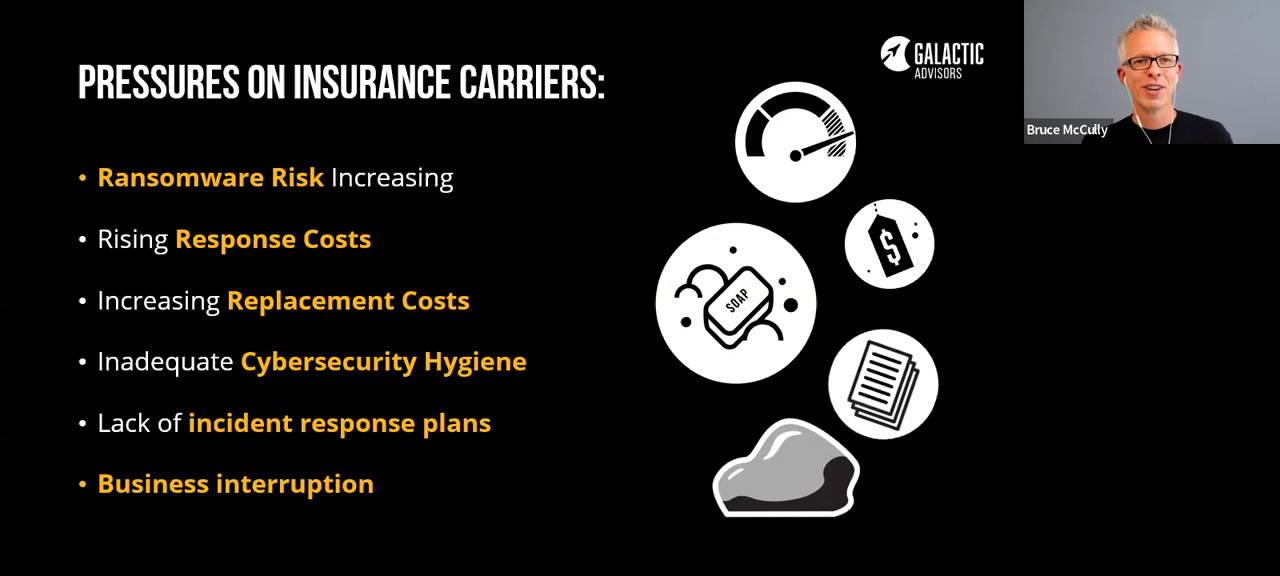 GALACTIC
ADVISORS
PRESSURES ON INSURANCE CARRIERS:
Bruce McCully
• Ransomware Risk Increasing
• Rising Response Costs
• Increasing Replacement Costs
• Inadequate Cybersecurity Hygiene
• Lack of incident response plans
• Business interruption
$
SOAP